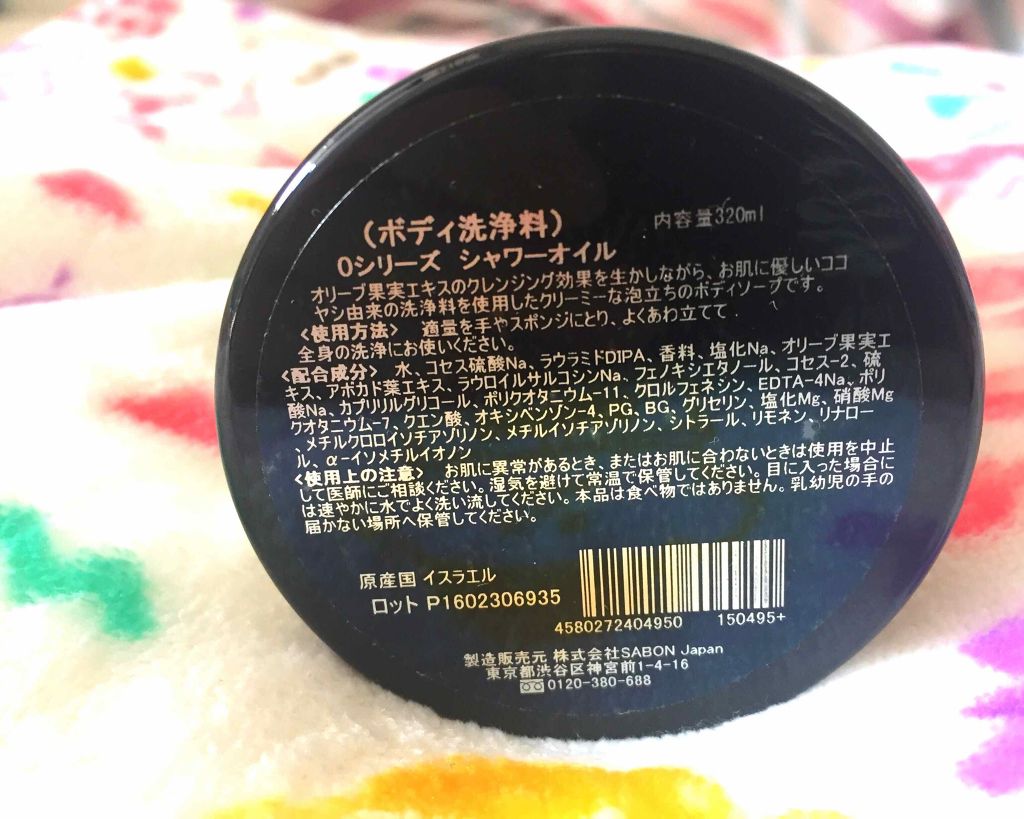 （ボディ洗浄料）
内容量320ml
Oシリーズ シャワーオイル
オリーブ果実エキスのクレンジング効果を生かしながら、お肌に優しいココ
ヤシ由来の洗浄料を使用したクリーミーな泡立ちのボディソープです。
<使用方法> 適量を手やスポンジにとり、よくあわ立てて
全身の洗浄にお使いください。
<配合成分> 水、コセス硫酸Na、ラウラミドDIPA、香料、塩化Na、オリーブ果実エ
キス、アボカド葉エキス、ラウロイルサルコシンNa、フェノキシエタノール、コセス-2、硫
酸Na、カプリリルグリコール、ポリクオタニウム-11、クロルフェネシン、EDTA-4Na、ポリ
クオタニウム-7、クエン酸、オキシベンゾン-4、PG、BG、グリセリン、塩化Mg、硝酸Mg
、メチルクロロイソチアゾリノン、メチルイソチアゾリノン、シトラール、リモネン、リナロー
ル、α-イソメチルイオノン
<使用上の注意> お肌に異常があるとき、またはお肌に合わないときは使用を中止
して医師にご相談ください。湿気を避けて常温で保管してください。目に入った場合に
は速やかに水でよく洗い流してください。本品は食べ物ではありません。乳幼児の手の
届かない場所へ保管してください。
原産国 イスラエル
ロット P1602306935
4580272404950 150495+
製造販売元 株式会社SABON Japan
東京都渋谷区神宮前1-4-16
0120-380-688